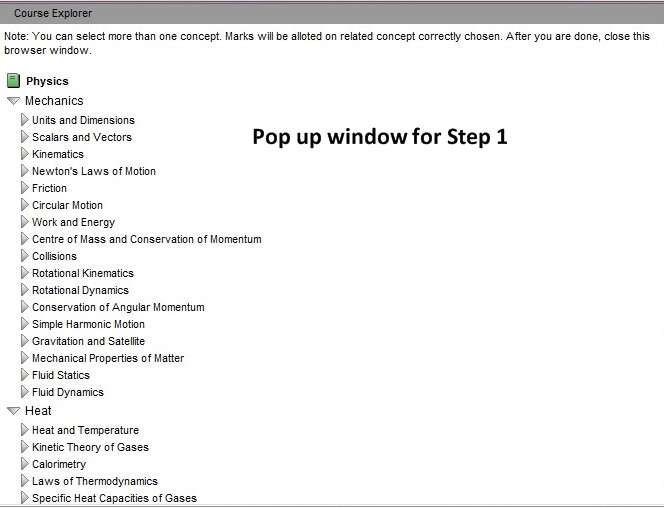 Course Explorer
Note: You can select more than one concept. Marks will be alloted on related concept correctly chosen. After you are done, close this
browser window.
Physics
Mechanics
Units and Dimensions
Scalars and Vectors
Pop up window for Step 1
Kinematics
Newton's Laws of Motion
Friction
Circular Motion
Work and Energy
Centre of Mass and Conservation of Momentum
Collisions
Rotational Kinematics
Rotational Dynamics
Conservation of Angular Momentum
Simple Harmonic Motion
Gravitation and Satellite
Mechanical Properties of Matter
Fluid Statics
Fluid Dynamics
Heat
Heat and Temperature
Kinetic Theory of Gases
Calorimetry
Laws of Thermodynamics
Specific Heat Capacities of Gases